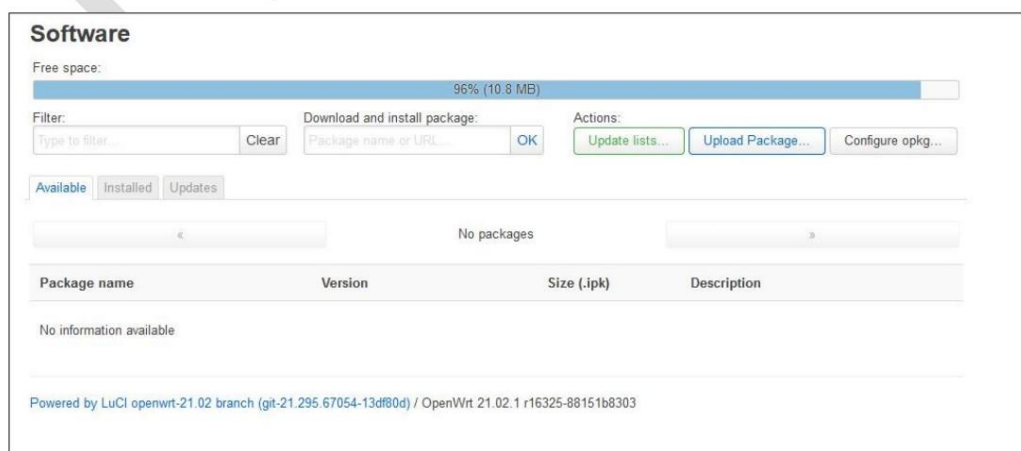 Software
Free space:
96% (10.8 MB)
Filter: Download and install package: Actions:
Type to filter... Clear Package name or URL... OK Update lists... Upload Package... Configure opkg...
Available Installed Updates
« No packages »
Package name Version Size (.ipk) Description
No information available
Powered by LuCI openwrt-21.02 branch (git-21.295.67054-13df80d) / OpenWrt 21.02.1 r16325-88151b8303